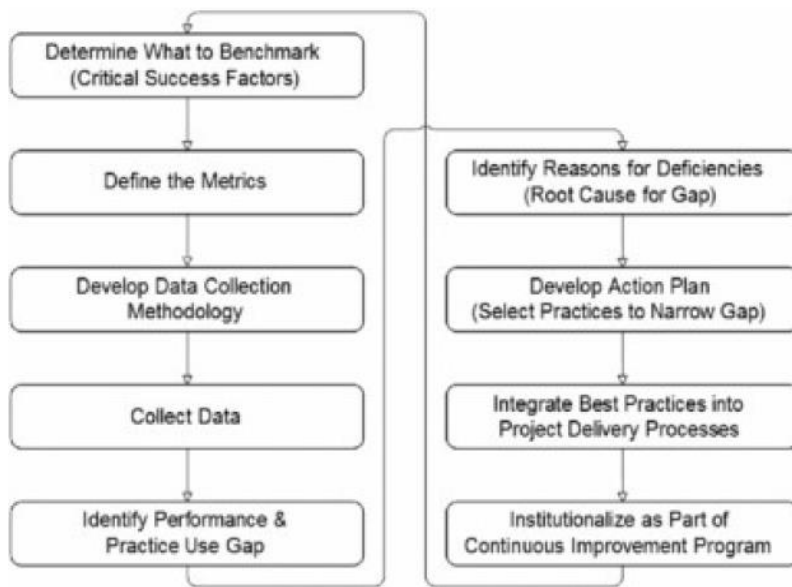 Determine What to Benchmark
(Critical Success Factors)
Define the Metrics
Develop Data Collection
Methodology
Collect Data
Identify Performance &
Practice Use Gap
Identify Reasons for Deficiencies
(Root Cause for Gap)
Develop Action Plan
(Select Practices to Narrow Gap)
Integrate Best Practices into
Project Delivery Processes
Institutionalize as Part of
Continuous Improvement Program